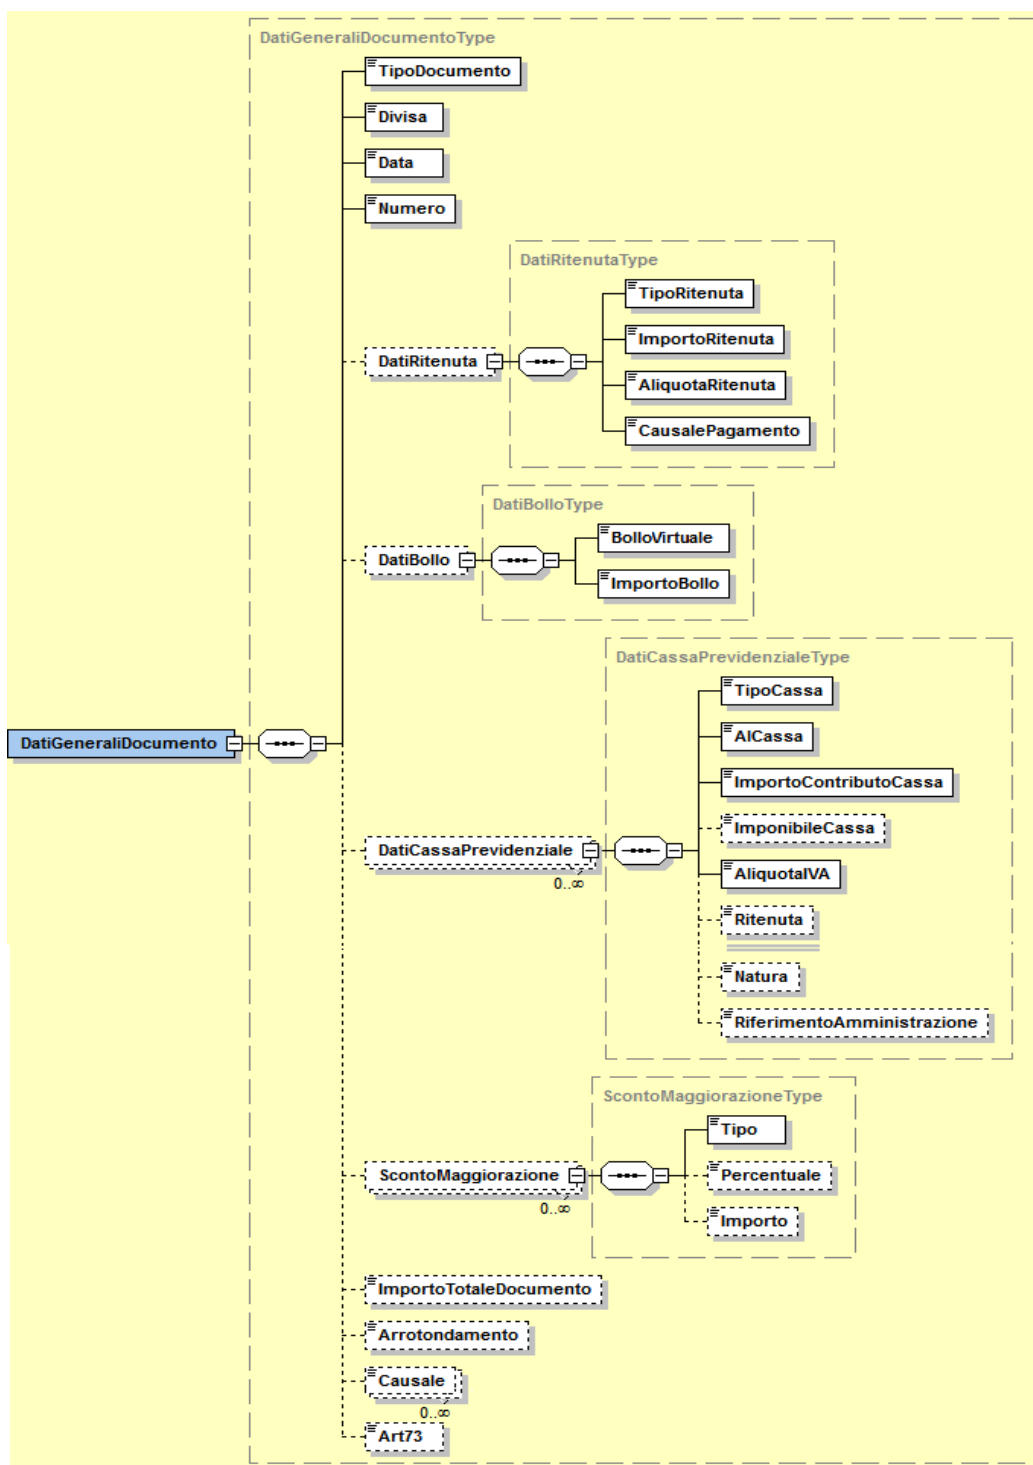 DatiGeneraliDocumentoType
TipoDocumento
Divisa
Data
Numero
DatiRitenutaType
TipoRitenuta
ImportoRitenuta
DatiRitenuta
AliquotaRitenuta
CausalePagamento
DatiBolloType
BolloVirtuale
DatiBollo
ImportoBollo
DatiCassaPrevidenzialeType
TipoCassa
DatiGeneraliDocumento
AlCassa
ImportoContributoCassa
ImponibileCassa
DatiCassaPrevidenziale
0..∞
AliquotaIVA
Ritenuta
Natura
RiferimentoAmministrazione
ScontoMaggiorazioneType
Tipo
ScontoMaggiorazione
0..∞
Percentuale
Importo
ImportoTotaleDocumento
Arrotondamento
Causale
0..∞
Art73